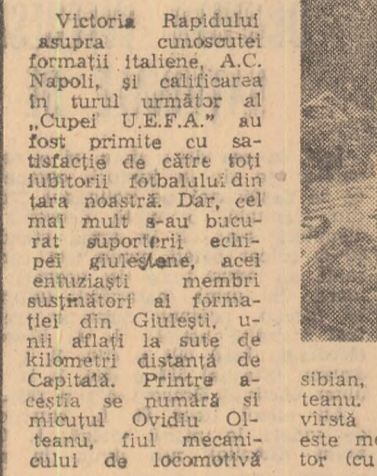 Victoria Rapidului
asupra cunoscutei
formații italiene, A.C.
Napoli, și calificarea
în turul următor al
„Cupei U.E.F.A.” au
fost primite cu sa-
tisfacție de către toți
iubitorii fotbalului din
țara noastră. Dar, cel
mai mult s-au bucu-
rat suporterii echi-
pei giuleștene, acei
entuziaști membri
susținători ai forma-
ției din Giulești, u-
nii aflați la sute de
kilometri distanță de
Capitală. Printre a-
ceștia se numără și
micuțul Ovidiu Ol-
teanu, fiul mecani-
cului de locomotivă
sibian,
teanu.
vîrstă
este
tor (cu